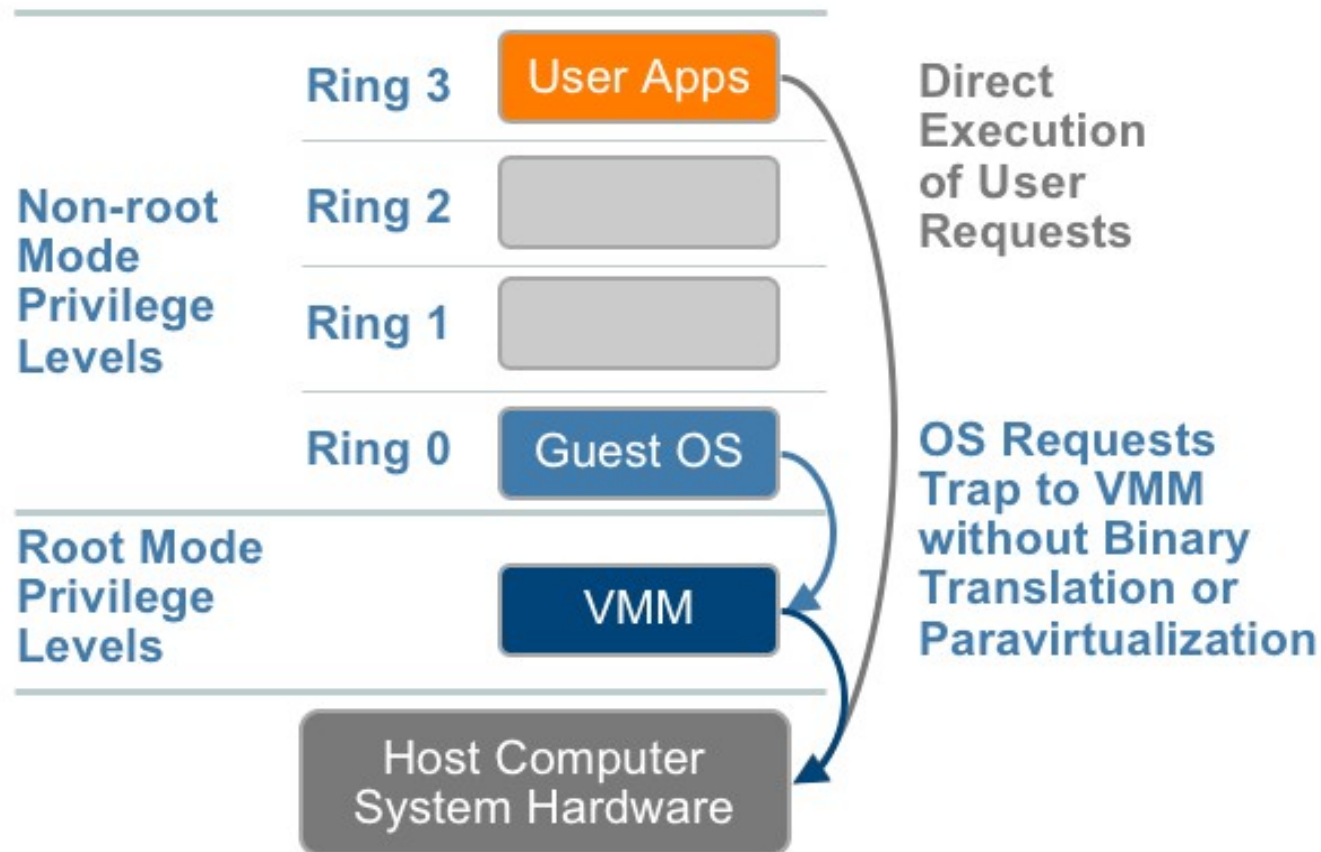 Ring 3
User Apps
Direct
Execution
of User
Requests
Non-root
Mode
Privilege
Levels
Ring 2
Ring 1
Ring 0
Guest OS
OS Requests
Trap to VMM
without Binary
Translation or
Paravirtualization
Root Mode
Privilege
Levels
VMM
Host Computer
System Hardware